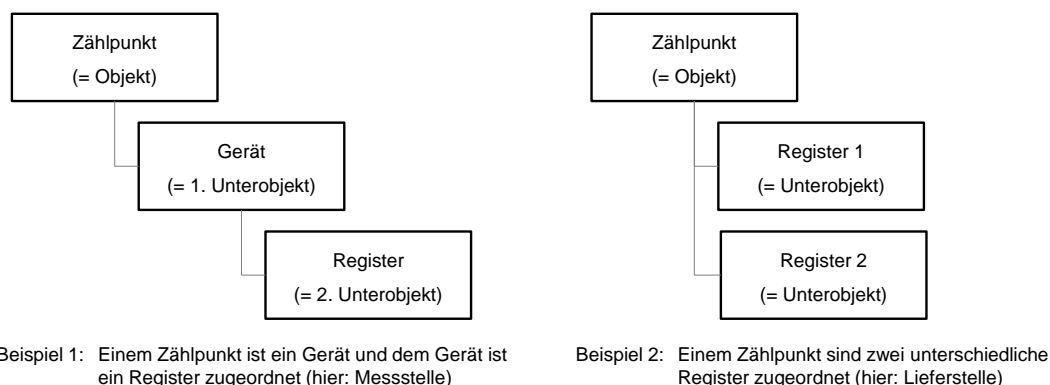 Zählpunkt
(= Objekt)
Gerät
(= 1. Unterobjekt)
Register
(= 2. Unterobjekt)
Beispiel 1: Einem Zählpunkt ist ein Gerät und dem Gerät ist
ein Register zugeordnet (hier: Messstelle)
Zählpunkt
(= Objekt)
Register 1
(= Unterobjekt)
Register 2
(= Unterobjekt)
Beispiel 2: Einem Zählpunkt sind zwei unterschiedliche
Register zugeordnet (hier: Lieferstelle)